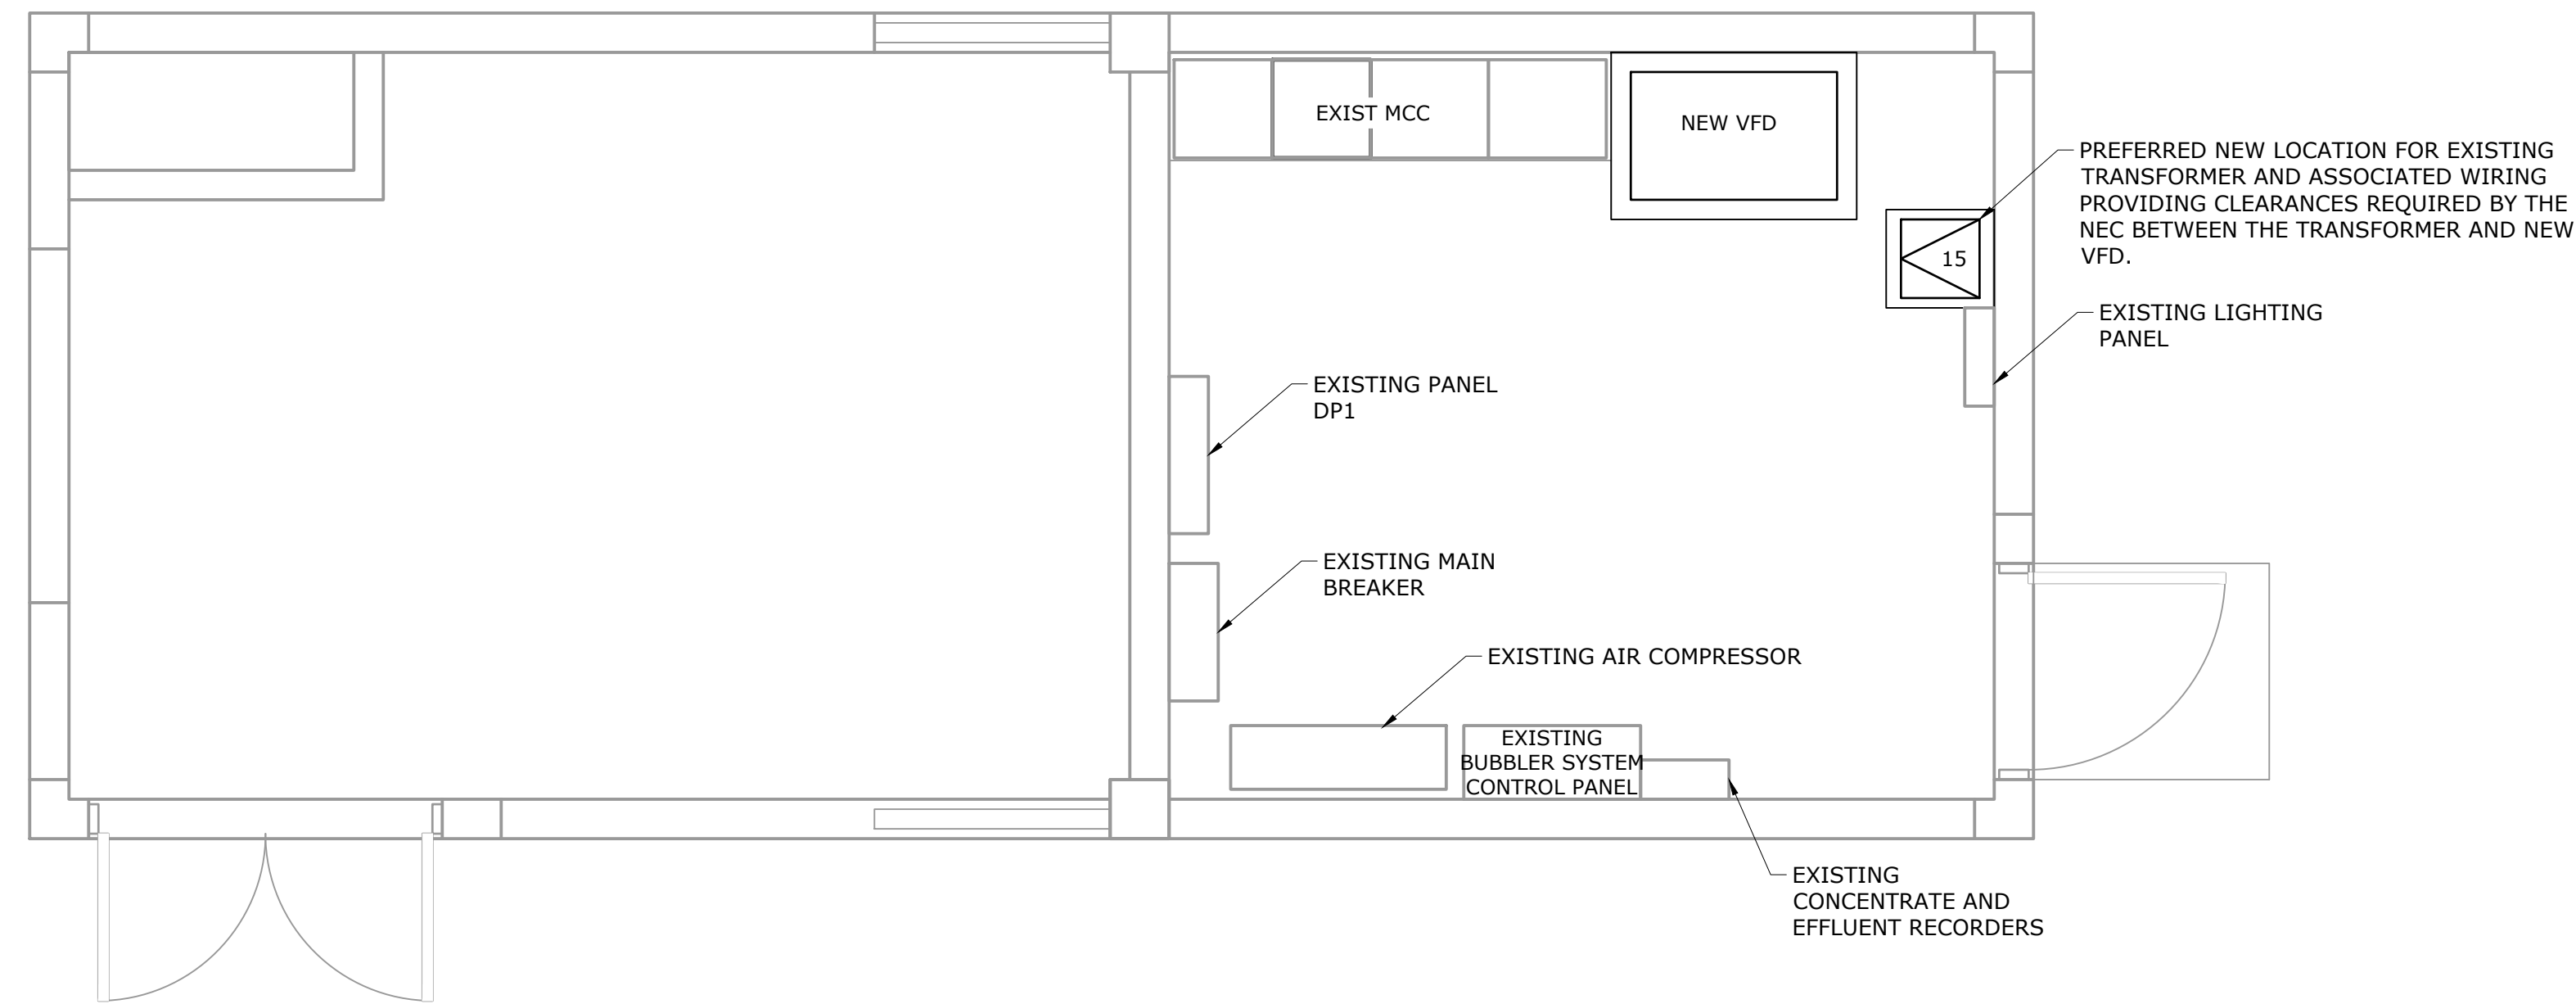 EXIST MCC
NEW VFD
PREFERRED NEW LOCATION FOR EXISTING
TRANSFORMER AND ASSOCIATED WIRING
PROVIDING CLEARANCES REQUIRED BY THE
NEC BETWEEN THE TRANSFORMER AND NEW
VFD.
15
EXISTING LIGHTING
PANEL
EXISTING PANEL
DP1
EXISTING MAIN
BREAKER
EXISTING AIR COMPRESSOR
EXISTING
BUBBLER SYSTEM
CONTROL PANEL
EXISTING
CONCENTRATE AND
EFFLUENT RECORDERS